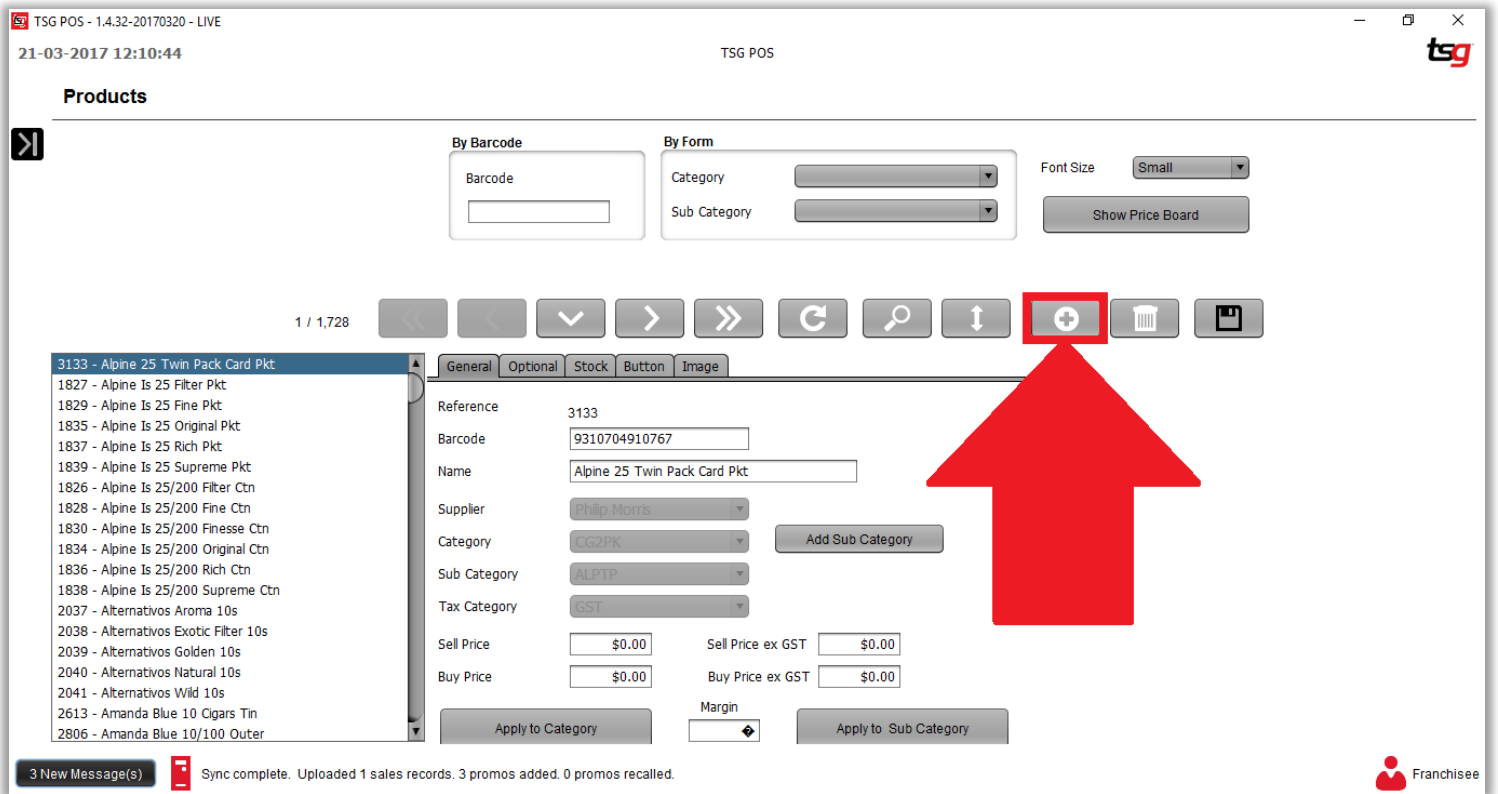 TSG POS - 1.4.32-20170320 - LIVE
21-03-2017 12:10:44
TSG POS
tsg
Products
By Barcode
By Form
Barcode
Category
Sub Category
Font Size
Small
Show Price Board
1 / 1,728
3133 - Alpine 25 Twin Pack Card Pkt
1827 - Alpine Is 25 Filter Pkt
1829 - Alpine Is 25 Fine Pkt
1835 - Alpine Is 25 Original Pkt
1837 - Alpine Is 25 Rich Pkt
1839 - Alpine Is 25 Supreme Pkt
1826 - Alpine Is 25/200 Filter Ctn
1828 - Alpine Is 25/200 Fine Ctn
1830 - Alpine Is 25/200 Finesse Ctn
1834 - Alpine Is 25/200 Original Ctn
1836 - Alpine Is 25/200 Rich Ctn
1838 - Alpine Is 25/200 Supreme Ctn
2037 - Alternativos Aroma 10s
2038 - Alternativos Exotic Filter 10s
2039 - Alternativos Golden 10s
2040 - Alternativos Natural 10s
2041 - Alternativos Wild 10s
2613 - Amanda Blue 10 Cigars Tin
2806 - Amanda Blue 10/100 Outer
General Optional Stock Button Image
Reference 3133
Barcode 9310704910767
Name Alpine 25 Twin Pack Card Pkt
Supplier Philip Morris
Category CG2PK Add Sub Category
Sub Category ALPTP
Tax Category GST
Sell Price $0.00 Sell Price ex GST $0.00
Buy Price $0.00 Buy Price ex GST $0.00
Margin
Apply to Category � Apply to Sub Category
3 New Message(s) Sync complete. Uploaded 1 sales records. 3 promos added. 0 promos recalled. Franchisee